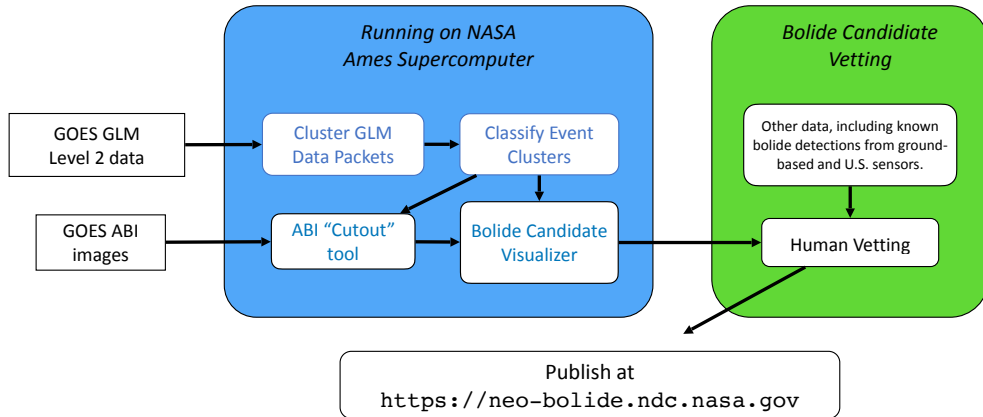 Running on NASA
Ames Supercomputer
Bolide Candidiate
Vetting
GOES GLM
Level 2 data
Cluster GLM
Data Packets
Classify Event
Clusters
Other data, including known
bolide detections from ground-
based and U.S. sensors.
GOES ABI
images
ABI “Cutout”
tool
Bolide Candidate
Visualizer
Human Vetting
Publish at
https://neo-bolide.ndc.nasa.gov